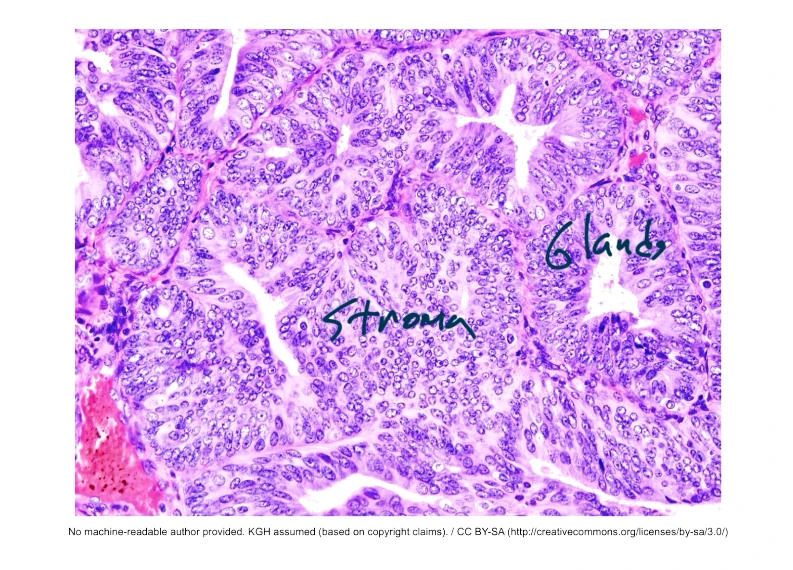 Glands
Stroma
No machine-readable author provided. KGH assumed (based on copyright claims). / CC BY-SA (http://creativecommons.org/licenses/by-sa/3.0/)